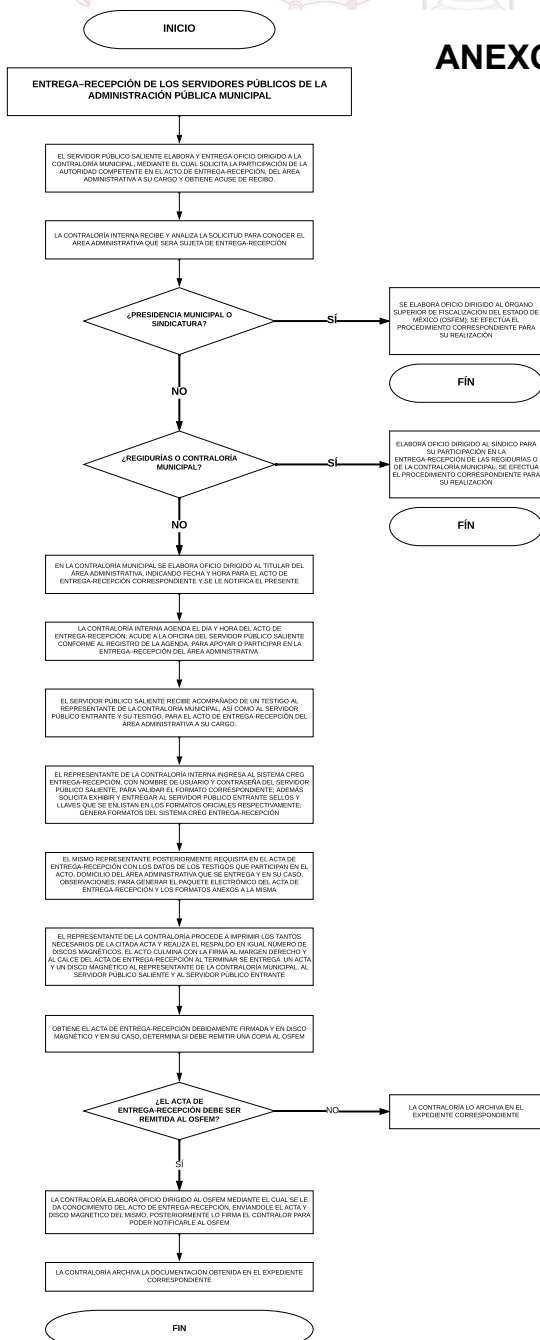 INICIO
ANEXO
ENTREGA–RECEPCIÓN DE LOS SERVIDORES PÚBLICOS DE LA
ADMINISTRACIÓN PÚBLICA MUNICIPAL
EL SERVIDOR PÚBLICO SALIENTE ELABORA Y ENTREGA OFICIO DIRIGIDO A LA
CONTRALORÍA MUNICIPAL, MEDIANTE EL CUAL SOLICITA LA PARTICIPACIÓN DE LA
AUTORIDAD COMPETENTE EN EL ACTO DE ENTREGA-RECEPCIÓN, DEL ÁREA
ADMINISTRATIVA A SU CARGO Y OBTIENE ACUSE DE RECIBO.
LA CONTRALORÍA INTERNA RECIBE Y ANALIZA LA SOLICITUD PARA CONOCER EL
ÁREA ADMINISTRATIVA QUE SERÁ SUJETA DE ENTREGA-RECEPCIÓN
¿PRESIDENCIA MUNICIPAL O
SINDICATURA?
SÍ
SE ELABORA OFICIO DIRIGIDO AL ÓRGANO
SUPERIOR DE FISCALIZACIÓN DEL ESTADO DE
MÉXICO (OSFEM); SE EFECTÚA EL
PROCEDIMIENTO CORRESPONDIENTE PARA
SU REALIZACIÓN
FÍN
NO
¿REGIDURÍAS O CONTRALORÍA
MUNICIPAL?
SÍ
ELABORA OFICIO DIRIGIDO AL SÍNDICO PARA
SU PARTICIPACIÓN EN LA
ENTREGA-RECEPCIÓN DE LAS REGIDURÍAS O
DE LA CONTRALORÍA MUNICIPAL; SE EFECTÚA
EL PROCEDIMIENTO CORRESPONDIENTE PARA
SU REALIZACIÓN
FÍN
NO
EN LA CONTRALORÍA MUNICIPAL SE ELABORA OFICIO DIRIGIDO AL TITULAR DEL
ÁREA ADMINISTRATIVA, INDICANDO FECHA Y HORA PARA EL ACTO DE
ENTREGA-RECEPCIÓN CORRESPONDIENTE Y SE LE NOTIFICA EL PRESENTE
LA CONTRALORÍA INTERNA AGENDA EL DÍA Y HORA DEL ACTO DE
ENTREGA-RECEPCIÓN; ACUDE A LA OFICINA DEL SERVIDOR PÚBLICO SALIENTE
CONFORME AL REGISTRO DE LA AGENDA, PARA APOYAR O PARTICIPAR EN LA
ENTREGA–RECEPCIÓN DEL ÁREA ADMINISTRATIVA.
EL SERVIDOR PÚBLICO SALIENTE RECIBE ACOMPAÑADO DE UN TESTIGO AL
REPRESENTANTE DE LA CONTRALORÍA MUNICIPAL, ASÍ COMO AL SERVIDOR
PÚBLICO ENTRANTE Y SU TESTIGO, PARA EL ACTO DE ENTREGA-RECEPCIÓN DEL
ÁREA ADMINISTRATIVA A SU CARGO.
EL REPRESENTANTE DE LA CONTRALORÍA INTERNA INGRESA AL SISTEMA CREG
ENTREGA-RECEPCIÓN, CON NOMBRE DE USUARIO Y CONTRASEÑA DEL SERVIDOR
PÚBLICO SALIENTE, PARA VALIDAR EL FORMATO CORRESPONDIENTE; ADEMÁS
SOLICITA EXHIBIR Y ENTREGAR AL SERVIDOR PÚBLICO ENTRANTE SELLOS Y
LLAVES QUE SE ENLISTAN EN LOS FORMATOS OFICIALES RESPECTIVAMENTE;
GENERA FORMATOS DEL SISTEMA CREG ENTREGA-RECEPCIÓN
EL MISMO REPRESENTANTE POSTERIORMENTE REQUISITA EN EL ACTA DE
ENTREGA-RECEPCIÓN CON LOS DATOS DE LOS TESTIGOS QUE PARTICIPAN EN EL
ACTO, DOMICILIO DEL ÁREA ADMINISTRATIVA QUE SE ENTREGA Y EN SU CASO,
OBSERVACIONES, PARA GENERAR EL PAQUETE ELECTRÓNICO DEL ACTA DE
ENTREGA-RECEPCIÓN Y LOS FORMATOS ANEXOS A LA MISMA
EL REPRESENTANTE DE LA CONTRALORÍA PROCEDE A IMPRIMIR LOS TANTOS
NECESARIOS DE LA CITADA ACTA Y REALIZA EL RESPALDO EN IGUAL NÚMERO DE
DISCOS MAGNÉTICOS. EL ACTO CULMINA CON LA FIRMA AL MARGEN DERECHO Y
AL CALCE DEL ACTA DE ENTREGA-RECEPCIÓN AL TERMINAR SE ENTREGA UN ACTA
Y UN DISCO MAGNÉTICO AL REPRESENTANTE DE LA CONTRALORÍA MUNICIPAL, AL
SERVIDOR PÚBLICO SALIENTE Y AL SERVIDOR PÚBLICO ENTRANTE
OBTIENE EL ACTA DE ENTREGA-RECEPCIÓN DEBIDAMENTE FIRMADA Y EN DISCO
MAGNÉTICO Y EN SU CASO, DETERMINA SI DEBE REMITIR UNA COPIA AL OSFEM
¿EL ACTA DE
ENTREGA-RECEPCIÓN DEBE SER
REMITIDA AL OSFEM?
NO
LA CONTRALORÍA LO ARCHIVA EN EL
EXPEDIENTE CORRESPONDIENTE
SÍ
LA CONTRALORÍA ELABORA OFICIO DIRIGIDO AL OSFEM MEDIANTE EL CUAL SE LE
DA CONOCIMIENTO DEL ACTO DE ENTREGA-RECEPCIÓN, ENVIANDOLE EL ACTA Y
DISCO MAGNETICO DEL MISMO, POSTERIORMENTE LO FIRMA EL CONTRALOR PARA
PODER NOTIFICARLE AL OSFEM
LA CONTRALORÍA ARCHIVA LA DOCUMENTACIÓN OBTENIDA EN EL EXPEDIENTE
CORRESPONDIENTE
FIN